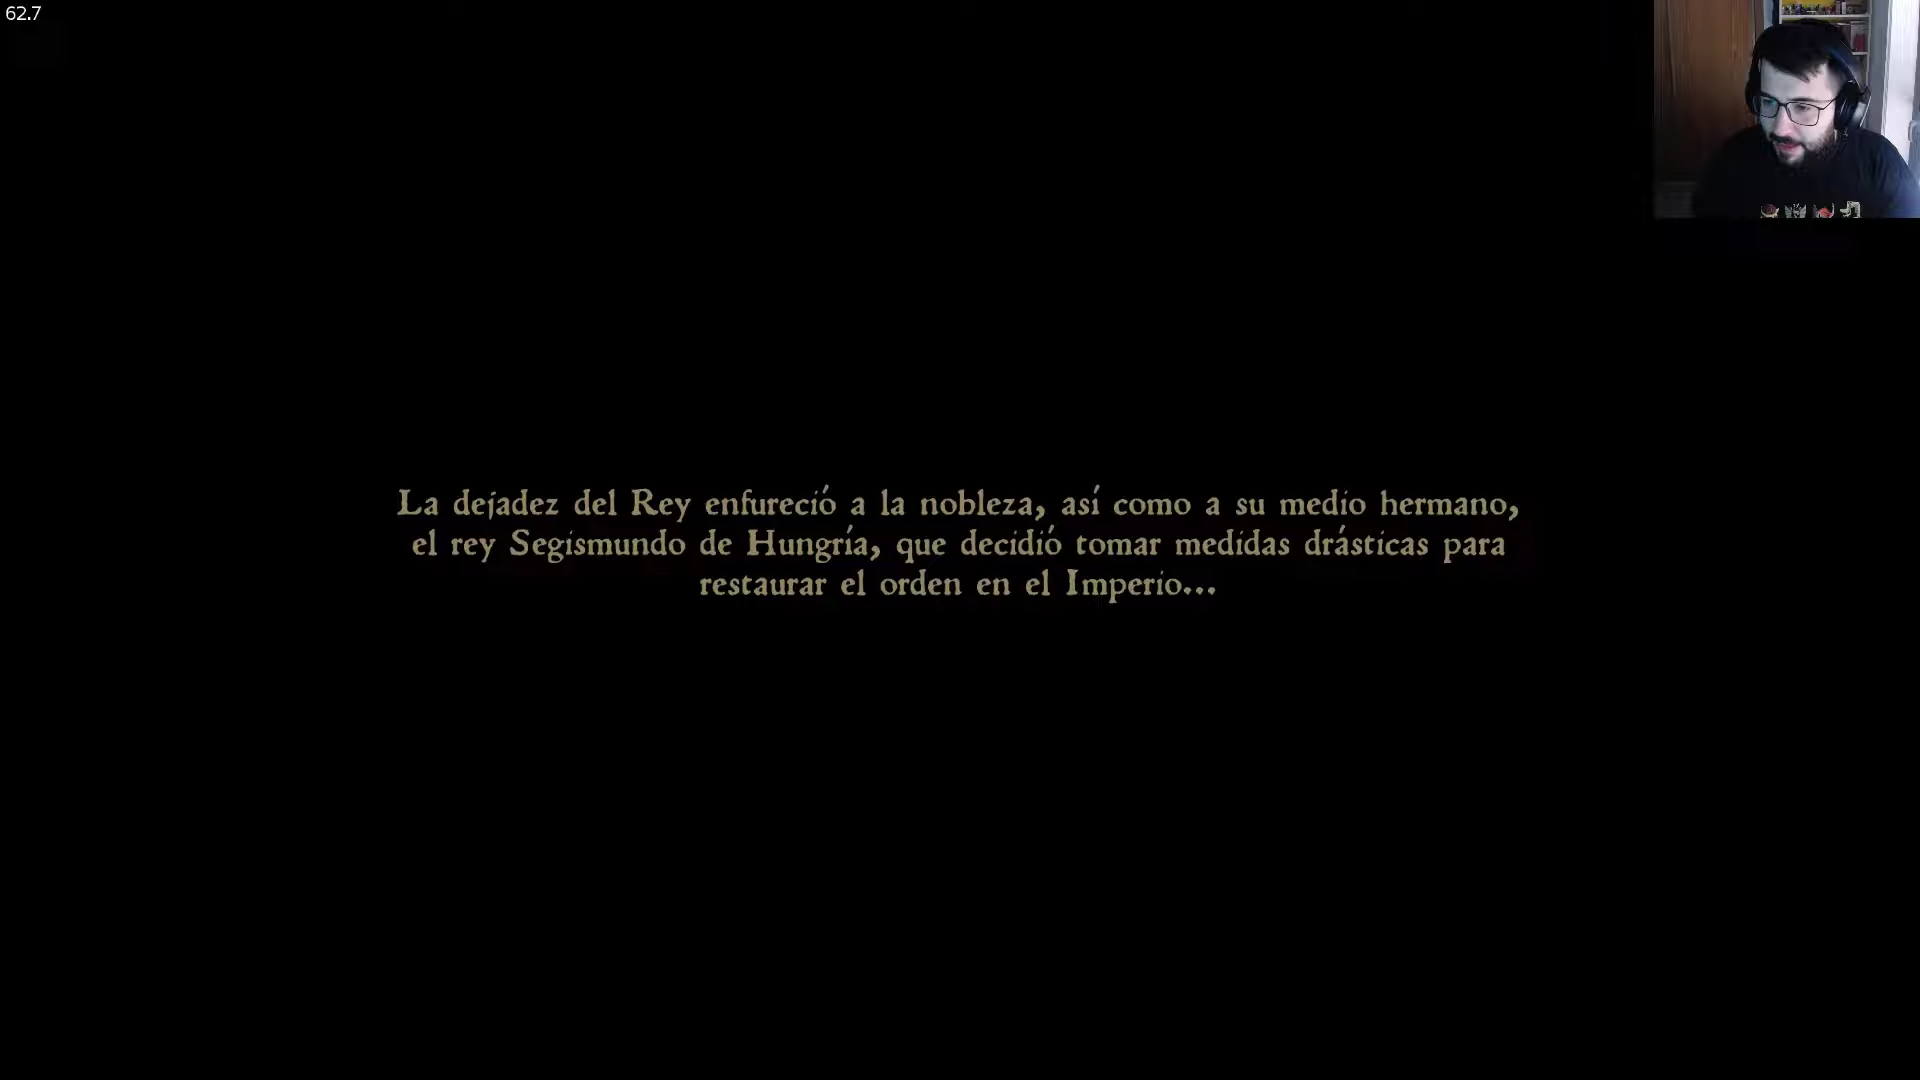 62.7
La dejadez del Rey enfureció a la nobleza, así como a su medio hermano,
el rey Segismundo de Hungría, que decidió tomar medidas drásticas para
restaurar el orden en el Imperio...